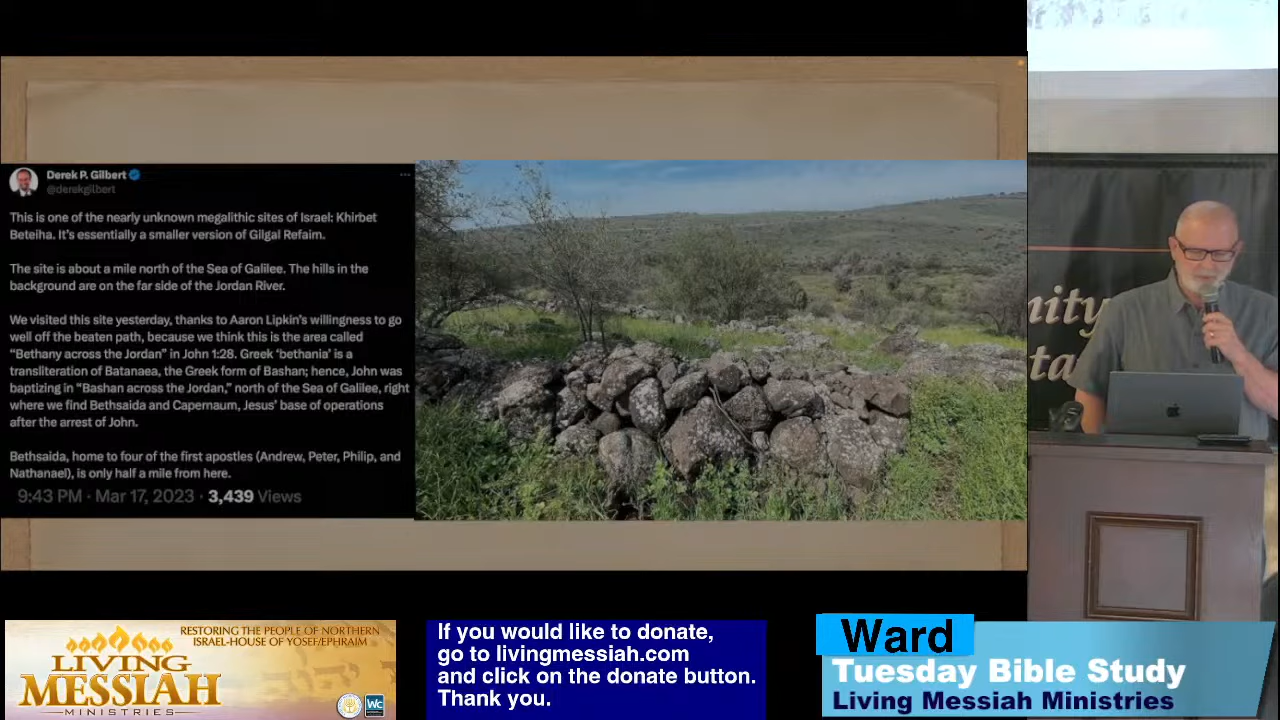 Derek P. Gilbert
@derekgilbert
This is one of the nearly unknown megalithic sites of Israel: Khirbet
Beteiha. It's essentially a smaller version of Gilgal Refaim.
The site is about a mile north of the Sea of Galilee. The hills in the
background are on the far side of the Jordan River.
We visited this site yesterday, thanks to Aaron Lipkin's willingness to go
well off the beaten path, because we think this is the area called
"Bethany across the Jordan" in John 1:28. Greek 'bethania' is a
transliteration of Batanaea, the Greek form of Bashan; hence, John was
baptizing in "Bashan across the Jordan," north of the Sea of Galilee, right
where we find Bethsaida and Capernaum, Jesus' base of operations
after the arrest of John.
Bethsaida, home to four of the first apostles (Andrew, Peter, Philip, and
Nathanael), is only half a mile from here.
9:43 PM · Mar 17, 2023 · 3,439 Views
nity
ta
RESTORING THE PEOPLE OF NORTHERN
ISRAEL-HOUSE OF YOSEF/EPHRAIM
LIVING
MESSIAH
MINISTRIES
WC
If you would like to donate,
go to livingmessiah.com
and click on the donate button.
Thank you.
Ward
Tuesday Bible Study
Living Messiah Ministries